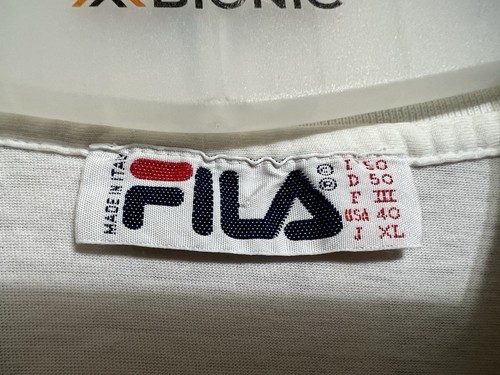 X-BIONIC
MADE IN ITALY
FILA
®
®
I 50
D 50
F III
USA 40
J XL